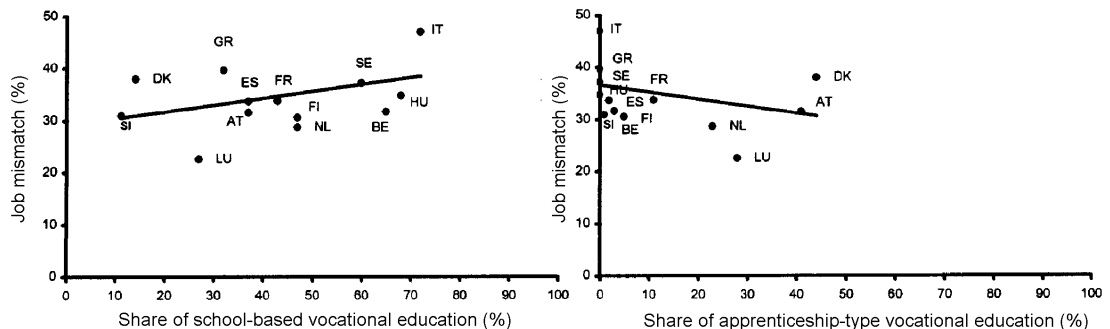 50
40
30
20
10
0
Job mismatch (%)
IT
GR
SE
DK
ES
FR
HU
FI
SI
AT
NL
BE
LU
0 10 20 30 40 50 60 70 80 90 100
Share of school-based vocational education (%)
50
40
30
20
10
0
Job mismatch (%)
IT
GR
SE
FR
DK
HU
ES
AT
SI
BE
FI
NL
LU
0 10 20 30 40 50 60 70 80 90 100
Share of apprenticeship-type vocational education (%)